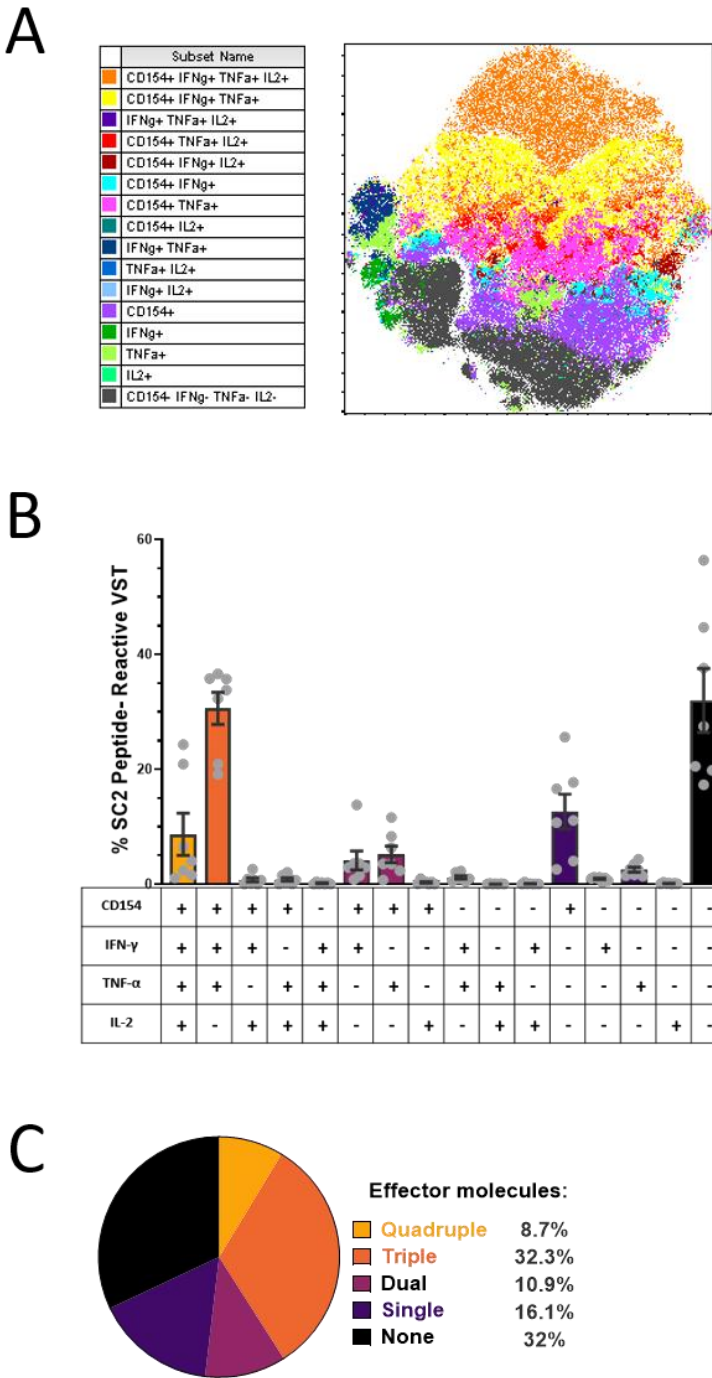 A
Subset Name
CD154+ IFNg+ TNFa+ IL2+
CD154+ IFNg+ TNFa+
IFNg+ TNFa+ IL2+
CD154+ TNFa+ IL2+
CD154+ IFNg+ IL2+
CD154+ IFNg+
CD154+ TNFa+
CD154+ IL2+
IFNg+ TNFa+
TNFa+ IL2+
IFNg+ IL2+
CD154+
IFNg+
TNFa+
IL2+
CD154- IFNg- TNFa- IL2-
B
% SC2 Peptide- Reactive VST
60
40
20
0
CD154 + + + + - + + + - - - + - - - -
IFN-γ + + + - + + - - + - + - + - - -
TNF-α + + - + + - + - + + - - - + - -
IL-2 + - + + + - - + - + + - - - + -
C
Effector molecules:
Quadruple 8.7%
Triple 32.3%
Dual 10.9%
Single 16.1%
None 32%